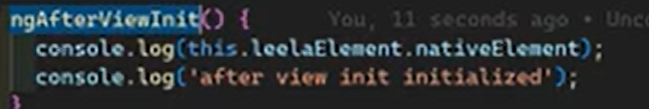 ngAfterViewInit() { You, 11 seconds ago • Unco
console.log(this.leelaElement.nativeElement);
console.log('after view init initialized');
}